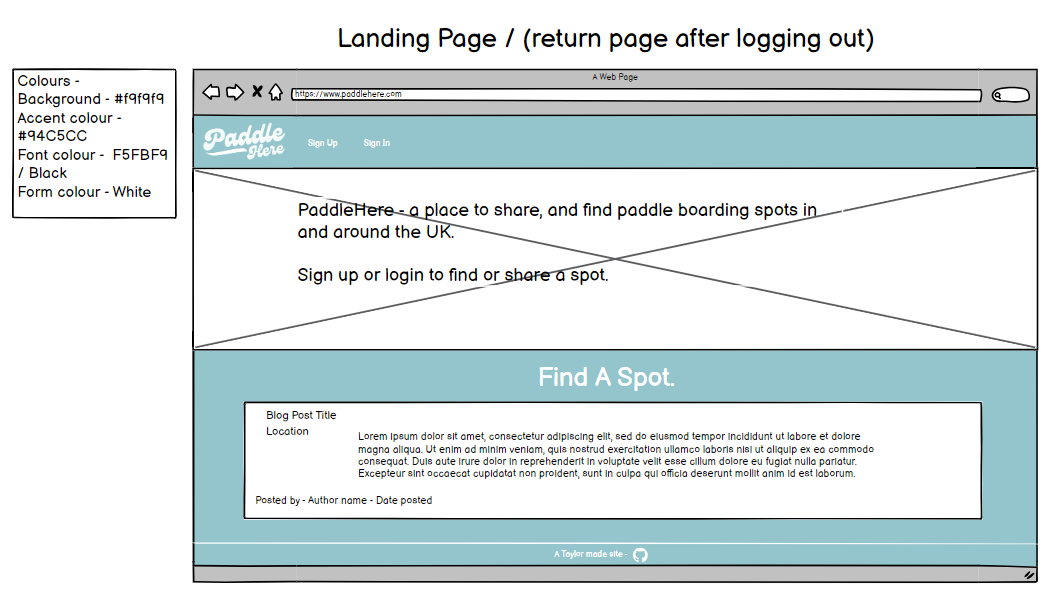 Landing Page / (return page after logging out)
Colours -
Background - #f9f9f9
Accent colour -
#94C5CC
Font colour - F5FBF9
/ Black
Form colour - White
A Web Page
https://www.paddlehere.com
Paddle
Here
Sign Up
Sign In
PaddleHere - a place to share, and find paddle boarding spots in
and around the UK.
Sign up or login to find or share a spot.
Find A Spot.
Blog Post Title
Location
Lorem ipsum dolor sit amet, consectetur adipiscing elit, sed do eiusmod tempor incididunt ut labore et dolore
magna aliqua. Ut enim ad minim veniam, quis nostrud exercitation ullamco laboris nisi ut aliquip ex ea commodo
consequat. Duis aute irure dolor in reprehenderit in voluptate velit esse cillum dolore eu fugiat nulla pariatur.
Excepteur sint occaecat cupidatat non proident, sunt in culpa qui officia deserunt mollit anim id est laborum.
Posted by - Author name - Date posted
A Taylor made site -